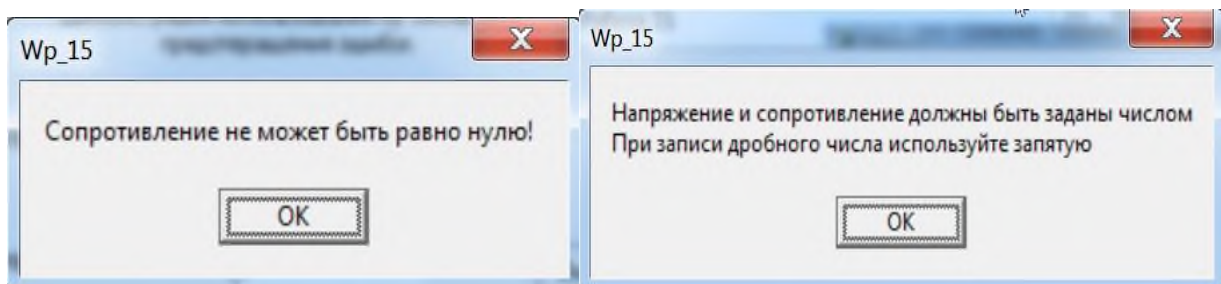 Wp_15
Сопротивление не может быть равно нулю!
OK
Wp_15
Напряжение и сопротивление должны быть заданы числом
При записи дробного числа используйте запятую
OK